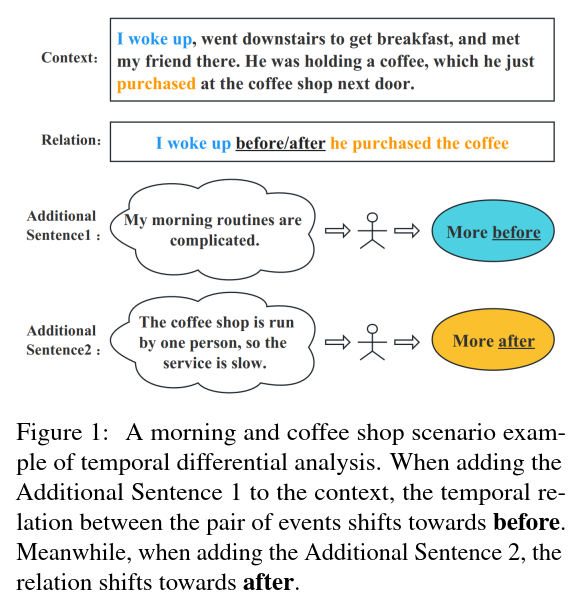 Context:
I woke up, went downstairs to get breakfast, and met
my friend there. He was holding a coffee, which he just
purchased at the coffee shop next door.
Relation:
I woke up before/after he purchased the coffee
Additional
Sentence1 :
My morning routines are
complicated.
More before
Additional
Sentence2 :
The coffee shop is run
by one person, so the
service is slow.
More after
Figure 1: A morning and coffee shop scenario exam-
ple of temporal differential analysis. When adding the
Additional Sentence 1 to the context, the temporal re-
lation between the pair of events shifts towards before.
Meanwhile, when adding the Additional Sentence 2, the
relation shifts towards after.